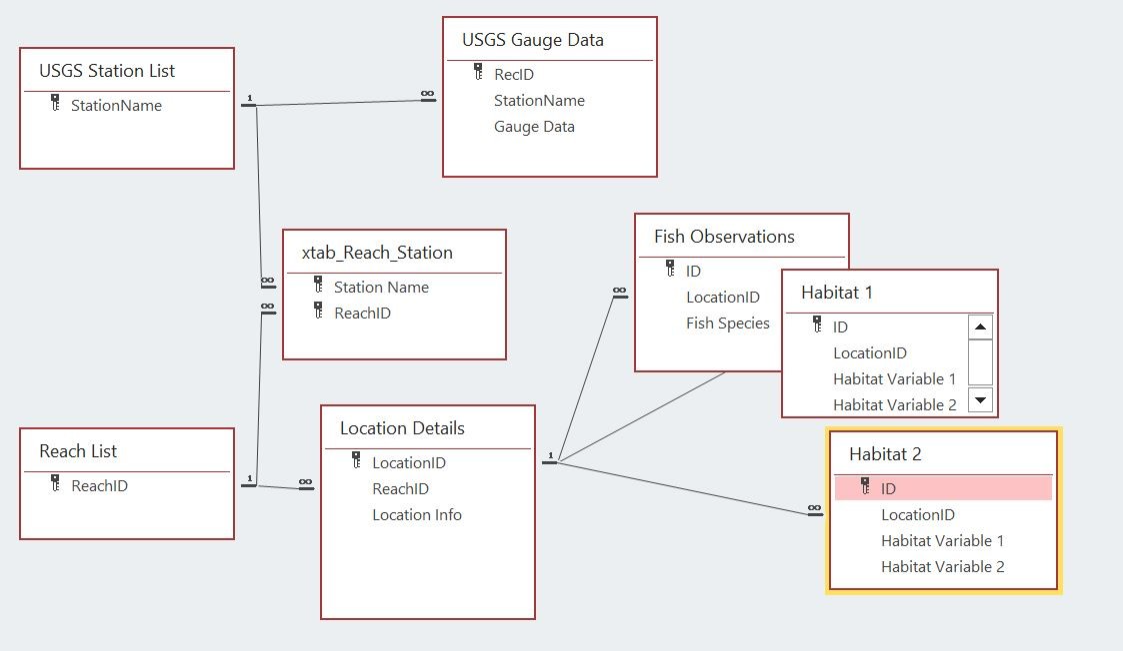 USGS Station List
StationName
USGS Gauge Data
RecID
StationName
Gauge Data
1
∞
xtab_Reach_Station
Station Name
ReachID
∞
∞
Fish Observations
ID
LocationID
Fish Species
∞
Habitat 1
ID
LocationID
Habitat Variable 1
Habitat Variable 2
Reach List
ReachID
1
∞
Location Details
LocationID
ReachID
Location Info
1
∞
Habitat 2
ID
LocationID
Habitat Variable 1
Habitat Variable 2